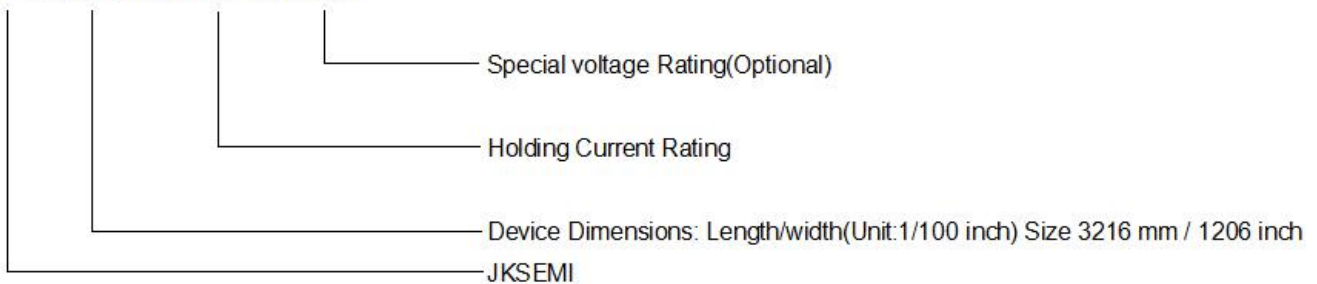 Special voltage Rating(Optional)
Holding Current Rating
Device Dimensions: Length/width(Unit:1/100 inch) Size 3216 mm / 1206 inch
JKSEMI